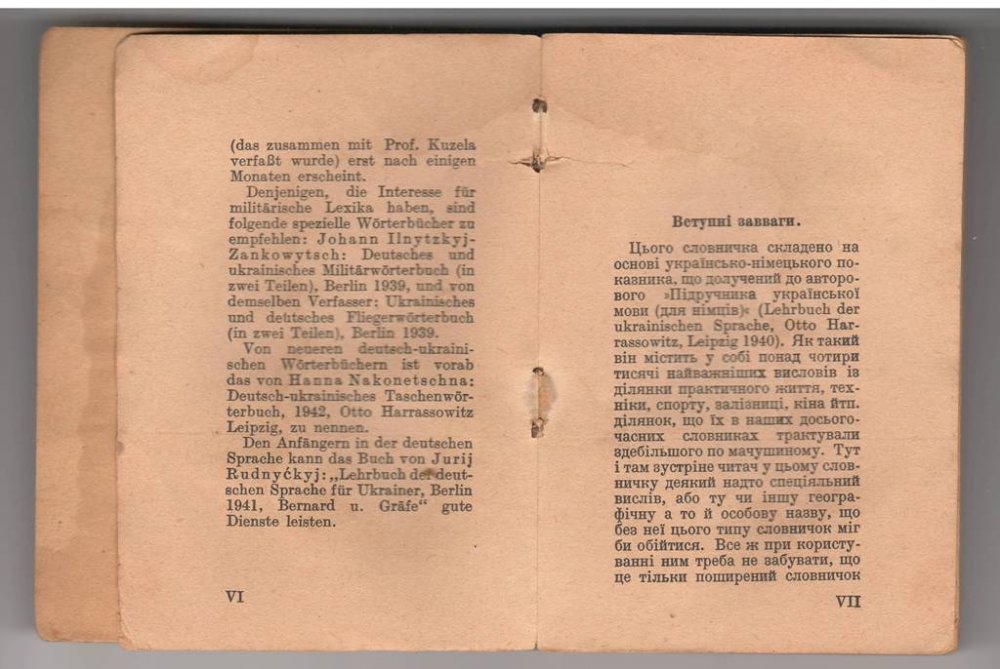 (das zusammen mit Prof. Kuzela
verfaßt wurde) erst nach einigen
Monaten erscheint.
Denjenigen, die Interesse für
militärische Lexika haben, sind
folgende spezielle Wörterbücher zu
empfehlen: Johann Ilnytzkyj-
Zankowytsch: Deutsches und
ukrainisches Militärwörterbuch (in
zwei Teilen), Berlin 1939, und von
demselben Verfasser: Ukrainisches
und deutsches Fliegerwörterbuch
(in zwei Teilen), Berlin 1939.
Von neueren deutsch-ukraini-
schen Wörterbüchern ist vorab
das von Hanna Nakonetschna:
Deutsch-ukrainisches Taschenwör-
terbuch, 1942, Otto Harrassowitz
Leipzig, zu nennen.
Den Anfängern in der deutschen
Sprache kann das Buch von Jurij
Rudnyćkyj: „Lehrbuch der deut-
schen Sprache für Ukrainer, Berlin
1941, Bernard u. Gräfe“ gute
Dienste leisten.
VI
Вступні завваги.
Цього словничка складено на
основі українсько-німецького по-
казника, що долучений до авторо-
вого »Підручника української
мови (для німців)« (Lehrbuch der
ukrainischen Sprache, Otto Har-
rassowitz, Leipzig 1940). Як такий
він містить у собі понад чотири
тисячі найважніших висловів із
ділянки практичного життя, тех-
ніки, спорту, залізниці, кіна йтп.
ділянок, що їх в наших досього-
часних словниках трактували
здебільшого по мачушиному. Тут
і там зустріне читач у цьому слов-
ничку деякий надто спеціяльний
вислів, або ту чи іншу геогра-
фічну а то й особову назву, що
без неї цього типу словничок міг
би обійтися. Все ж при користу-
ванні ним треба не забувати, що
це тільки поширений словничок
VII